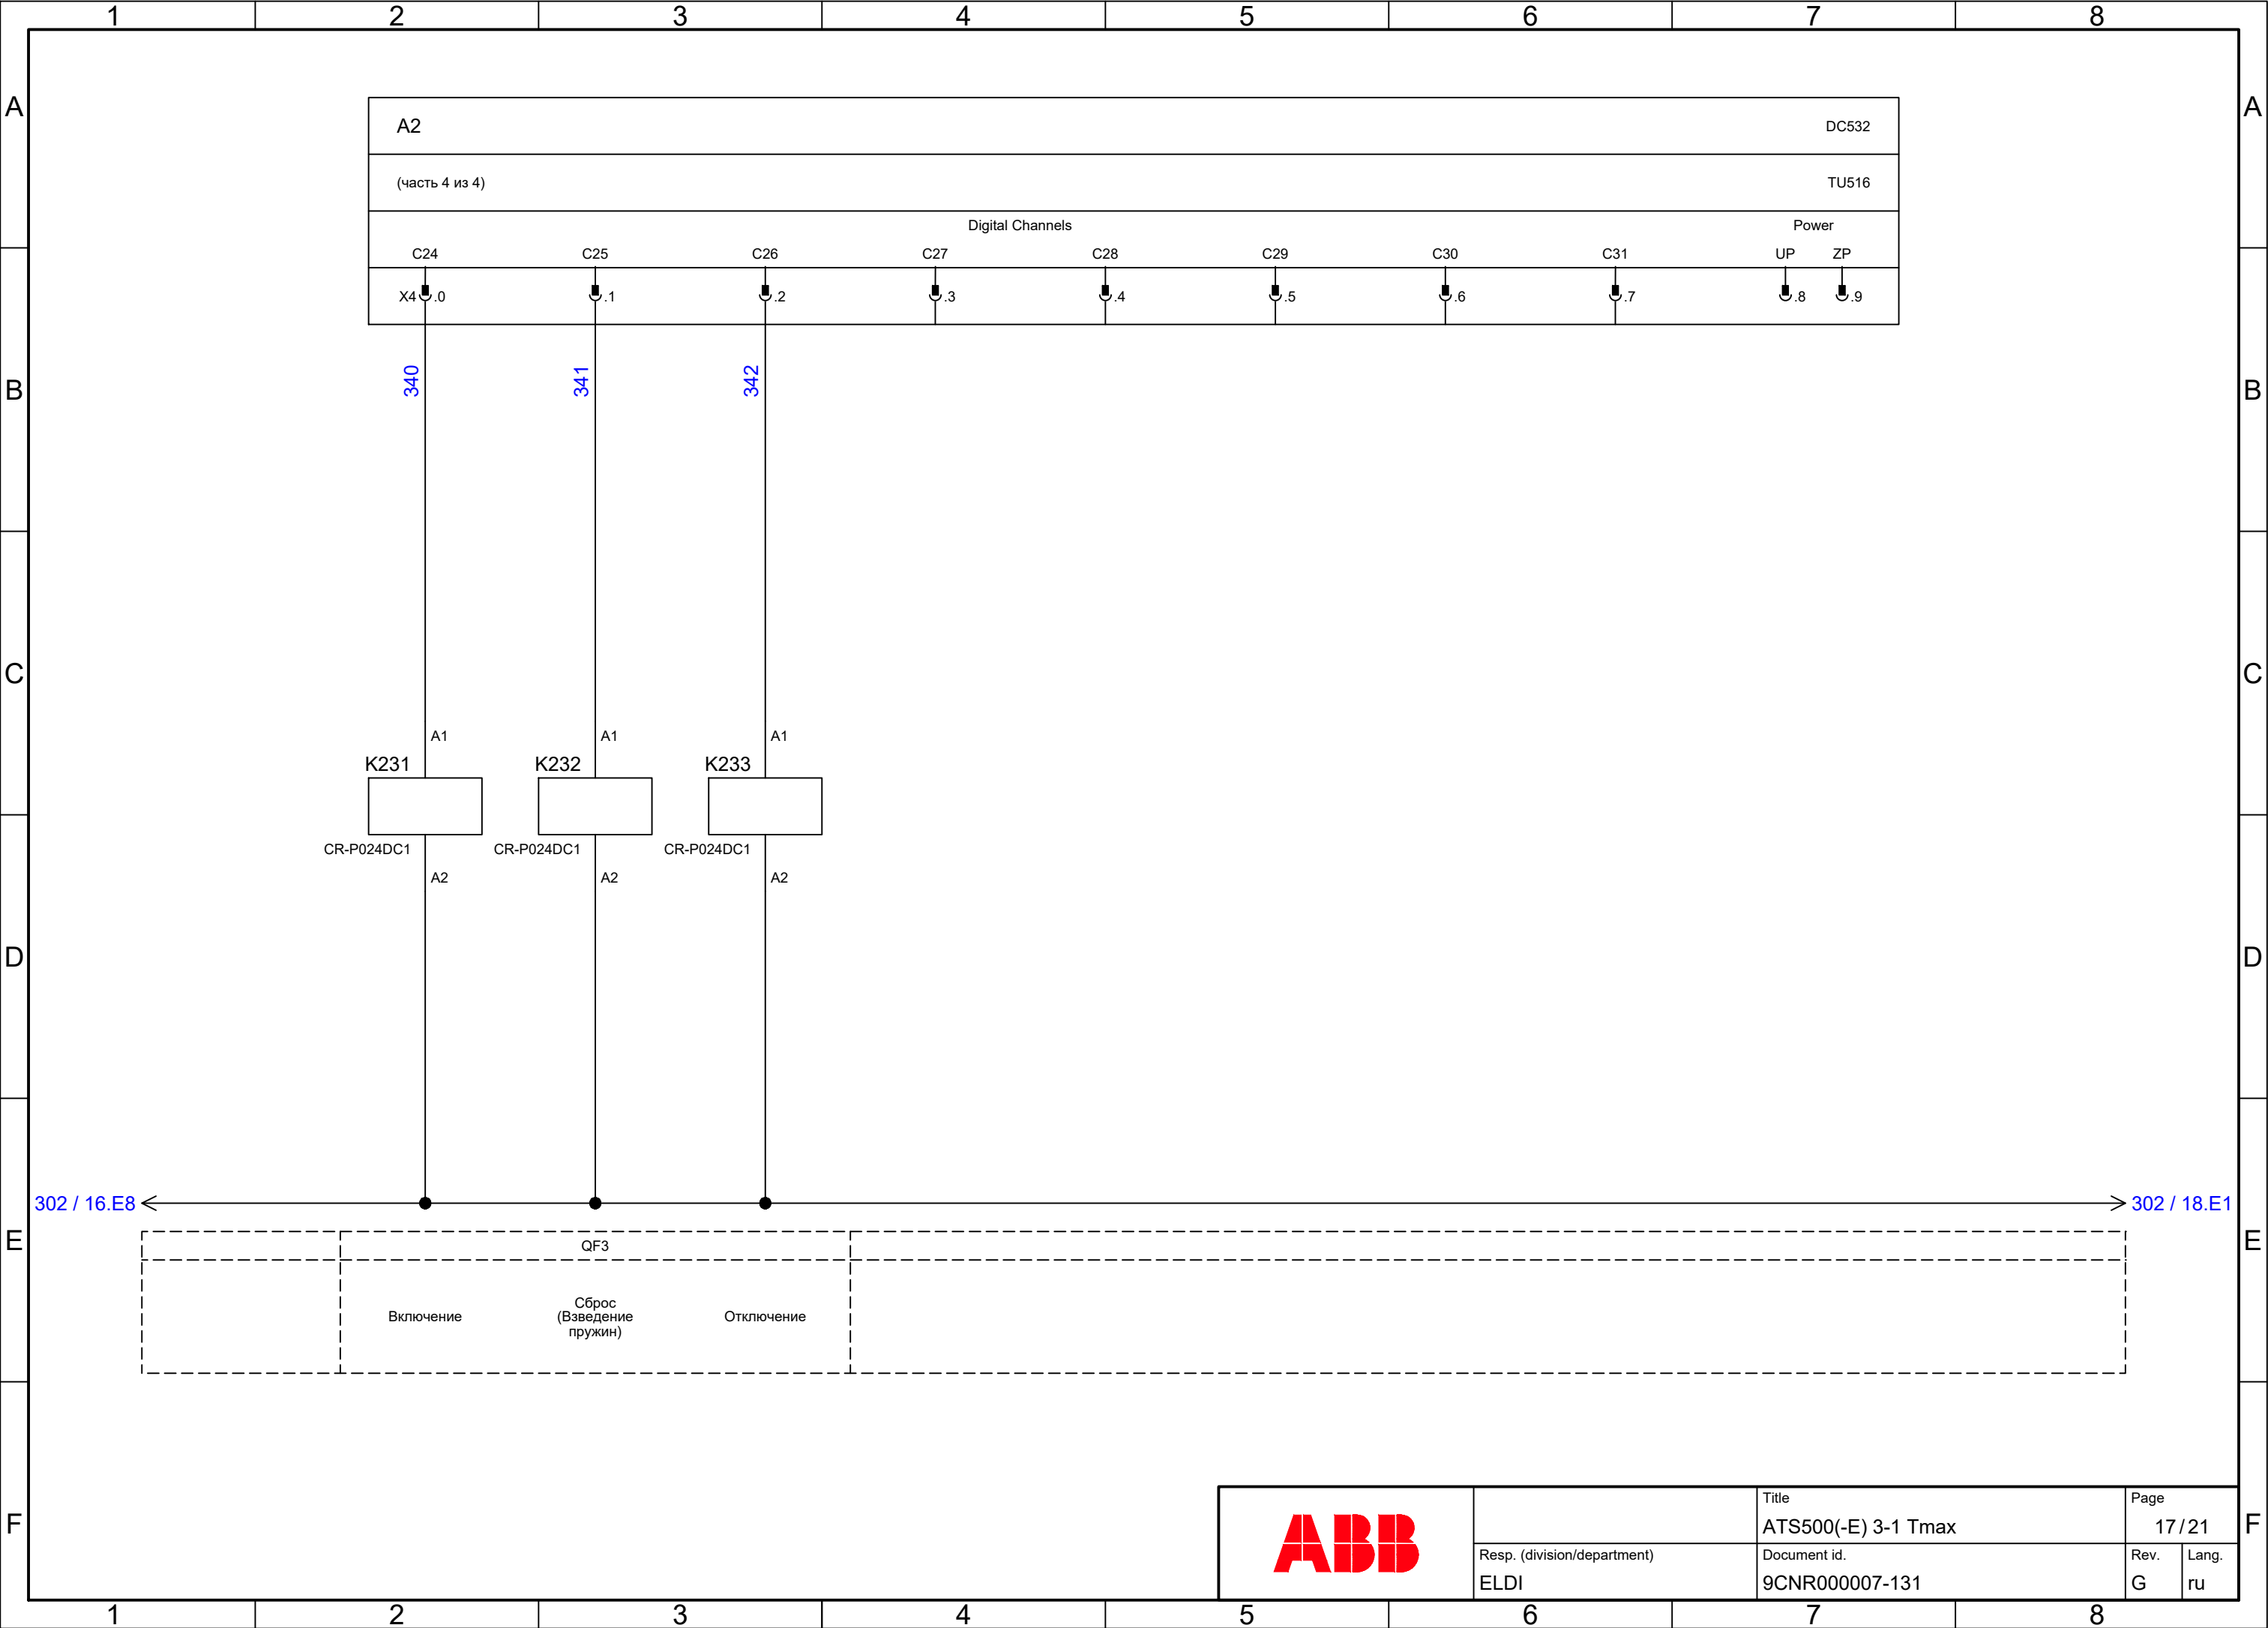 1 2 3 4 5 6 7 8
A A
A2 DC532
(часть 4 из 4) TU516
Digital Channels Power
C24 C25 C26 C27 C28 C29 C30 C31 UP ZP
X4 .0 .1 .2 .3 .4 .5 .6 .7 .8 .9
340 341 342
B B
C C
A1 A1 A1
K231 K232 K233
CR-P024DC1 CR-P024DC1 CR-P024DC1
A2 A2 A2
D D
302 / 16.E8 302 / 18.E1
E E
QF3
Включение
Сброс
(Взведение
пружин)
Отключение
F F
ABB
Title
ATS500(-E) 3-1 Tmax
Page
17 / 21
Resp. (division/department)
ELDI
Document id.
9CNR000007-131
Rev.
G
Lang.
ru
1 2 3 4 5 6 7 8